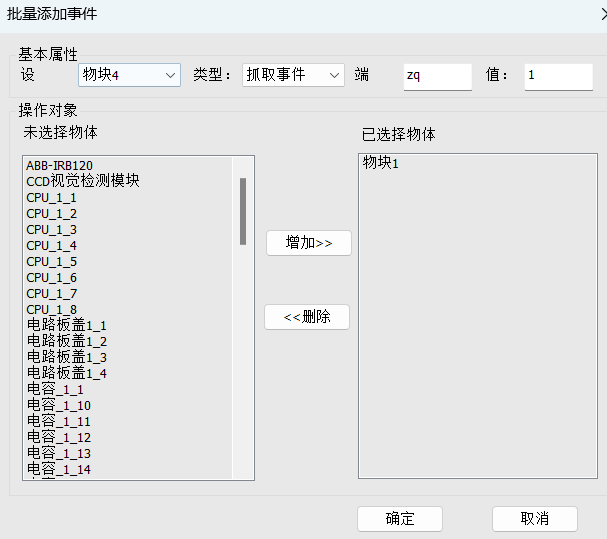 批量添加事件
基本属性
设 物块4 类型： 抓取事件 端 zq 值： 1
操作对象
未选择物体
已选择物体
ABB-IRB120
CCD视觉检测模块
CPU_1_1
CPU_1_2
CPU_1_3
CPU_1_4
CPU_1_5
CPU_1_6
CPU_1_7
CPU_1_8
电路板盖1_1
电路板盖1_2
电路板盖1_3
电路板盖1_4
电容_1_1
电容_1_10
电容_1_11
电容_1_12
电容_1_13
电容_1_14
增加>>
<<删除
物块1
确定 取消